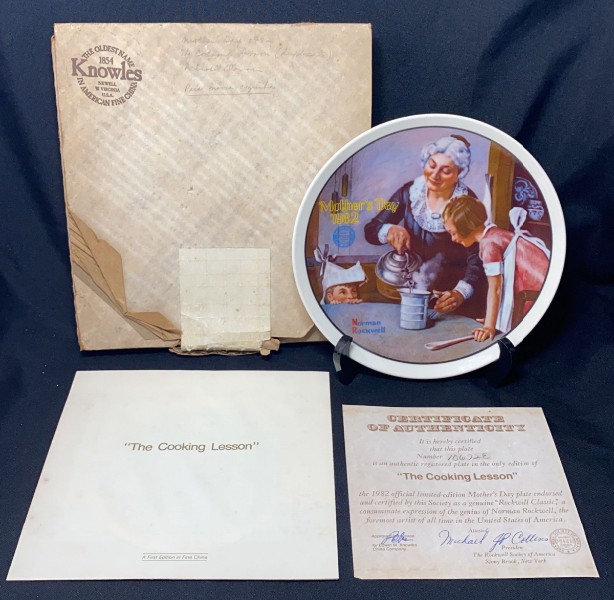 THE OLDEST NAME
1854
Knowles
NEWELL
W. VIRGINIA
U.S.A.
IN AMERICAN FINE CHINA
Mother's Day
1982
Norman
Rockwell
"The Cooking Lesson"
A First Edition in Fine China
CERTIFICATE
OF AUTHENTICITY
It is hereby certified
that this plate
Number
is an authentic registered plate in the only edition of
"The Cooking Lesson"
the 1982 official limited-edition Mother's Day plate endorsed
and certified by this Society as a genuine "Rockwell Classic," a
consummate expression of the genius of Norman Rockwell, the
foremost artist of all time in the United States of America.
Attested
Michael P. Collins
President
The Rockwell Society of America
Stony Brook, New York